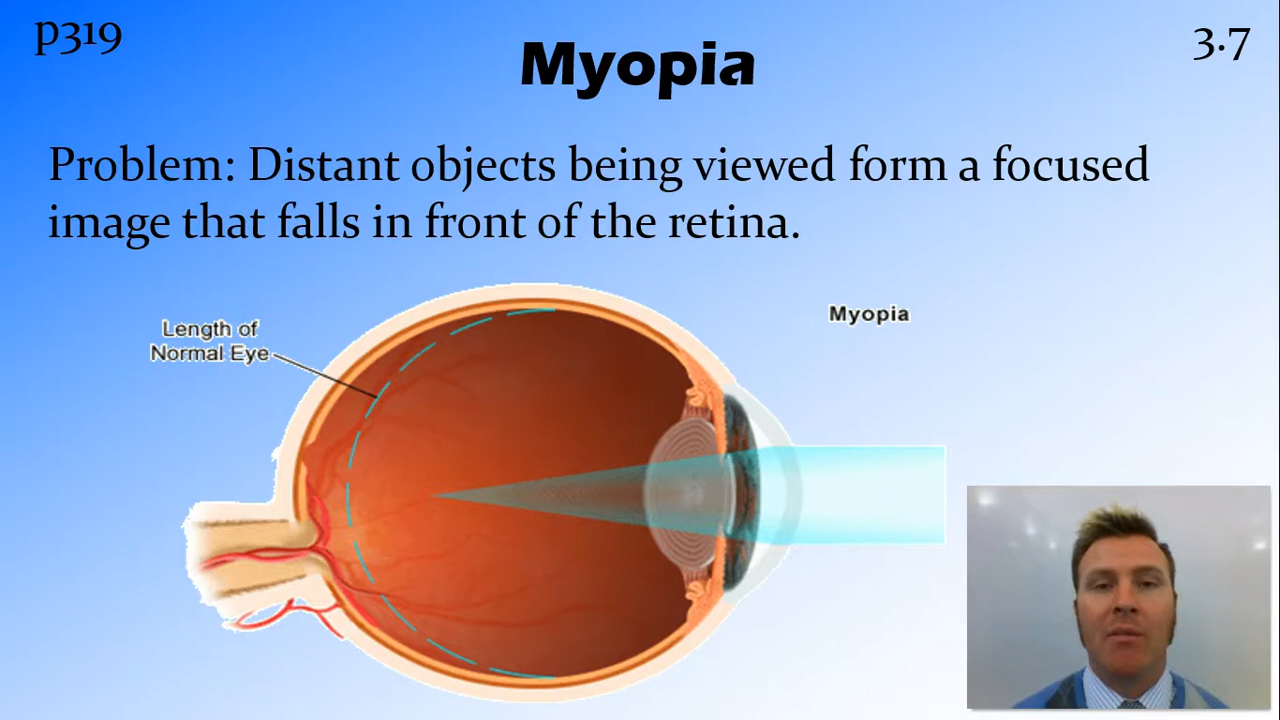 p319
Myopia
3.7
Problem: Distant objects being viewed form a focused
image that falls in front of the retina.
Length of
Normal Eye
Myopia